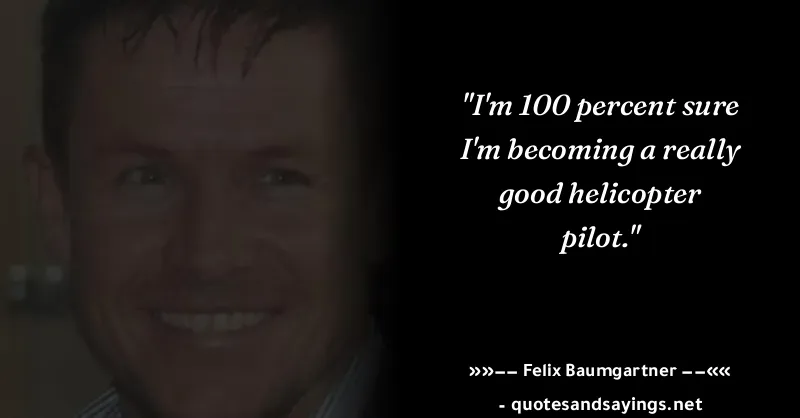 "I'm 100 percent sure
I'm becoming a really
good helicopter
pilot."
»»−− Felix Baumgartner −−««
- quotesandsayings.net